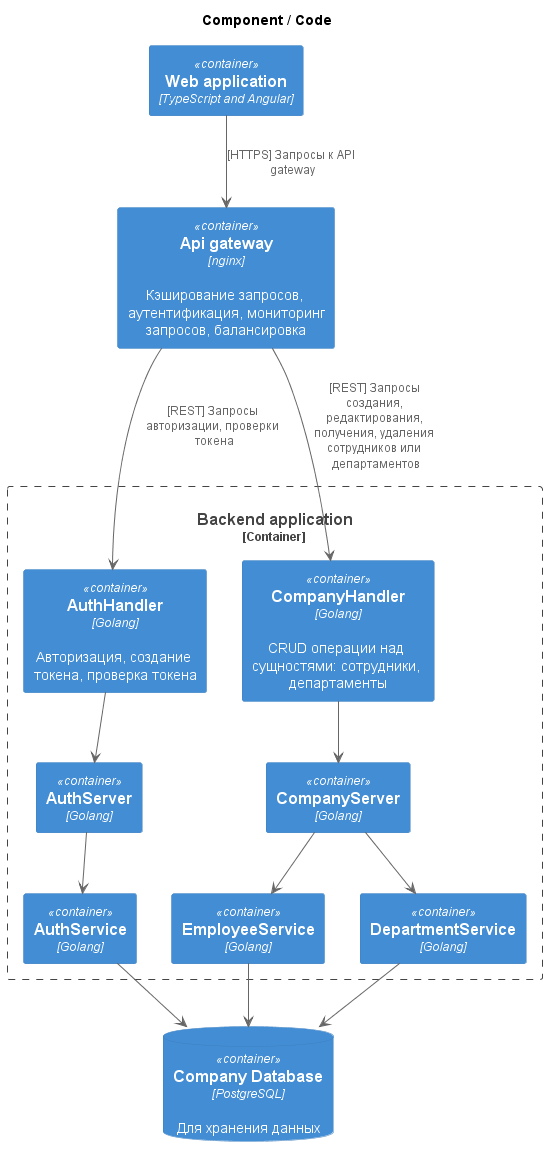 Component / Code
«container»
Web application
[TypeScript and Angular]
[HTTPS] Запросы к API
gateway
«container»
Api gateway
[nginx]
Кэширование запросов,
аутентификация, мониторинг
запросов, балансировка
[REST] Запросы
авторизации, проверки
токена
[REST] Запросы
создания,
редактирования,
получения, удаления
сотрудников или
департаментов
Backend application
[Container]
«container»
AuthHandler
[Golang]
Авторизация, создание
токена, проверка токена
«container»
CompanyHandler
[Golang]
CRUD операции над
сущностями: сотрудники,
департаменты
«container»
AuthServer
[Golang]
«container»
CompanyServer
[Golang]
«container»
AuthService
[Golang]
«container»
EmployeeService
[Golang]
«container»
DepartmentService
[Golang]
«container»
Company Database
[PostgreSQL]
Для хранения данных